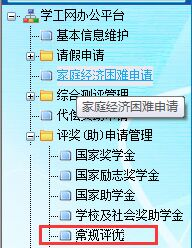 学工网办公平台
基本信息维护
请假申请
家庭经济困难申请
综合测评管理
家庭经济困难申请
评奖(助)申请管理
国家奖学金
国家励志奖学金
国家助学金
学校及社会奖助学金
常规评优